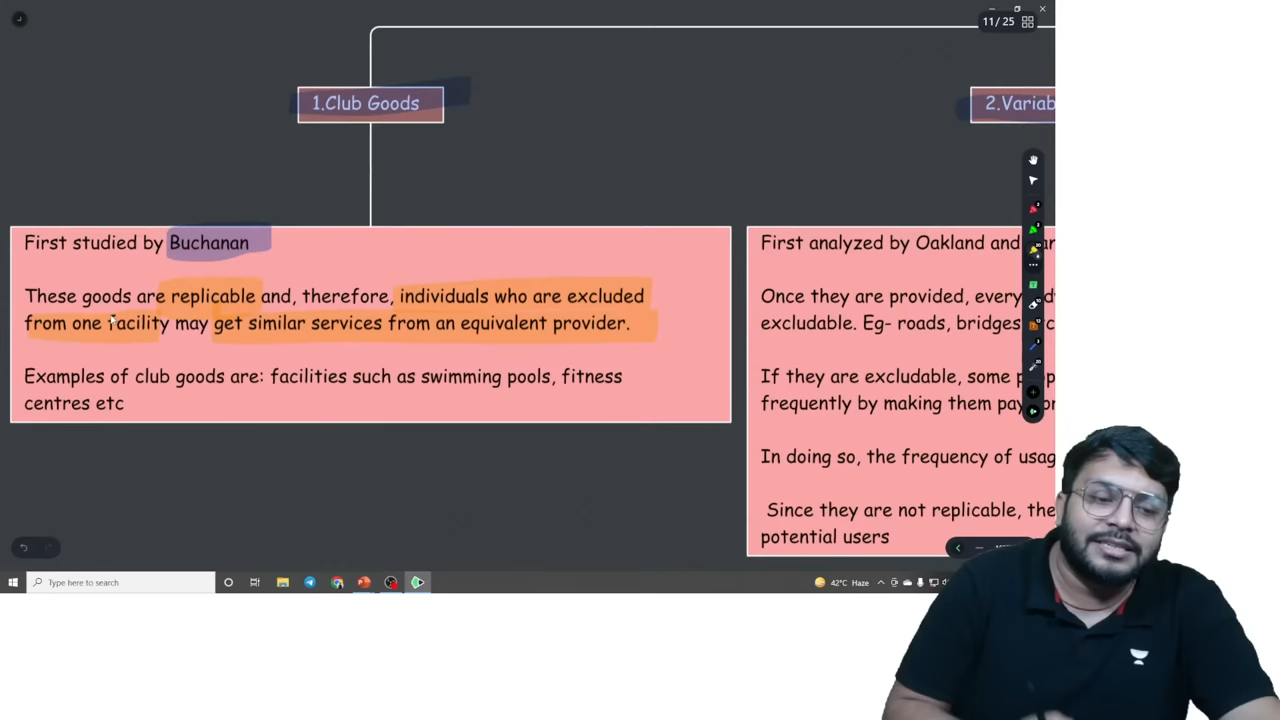 11/ 25
1.Club Goods
2.Variab
First studied by Buchanan
These goods are replicable and, therefore, individuals who are excluded
from one facility may get similar services from an equivalent provider.
Examples of club goods are: facilities such as swimming pools, fitness
centres etc
First analyzed by Oakland and
Once they are provided,
excludable. Eg- roads, bridges
If they are excludable, some
frequently by making them pay
In doing so, the frequency of usag
Since they are not replicable, the
potential users
Type here to search
42°C Haze